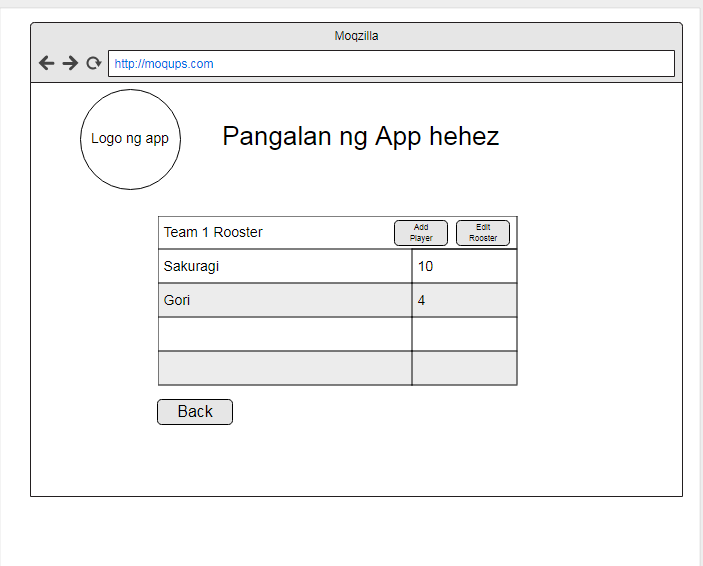 Moqzilla
http://moqups.com
Logo ng app
Pangalan ng App hehez
Team 1 Rooster
Add
Player
Edit
Rooster
Sakuragi 10
Gori 4
Back